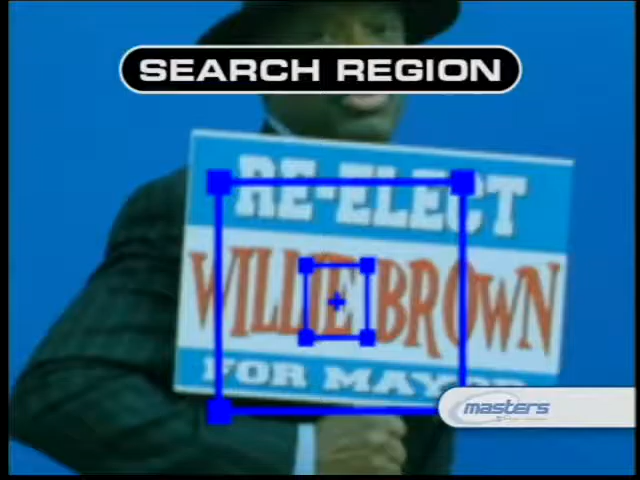 SEARCH REGION
RE-ELECT
WILLIE BROWN
FOR MAYOR
masters